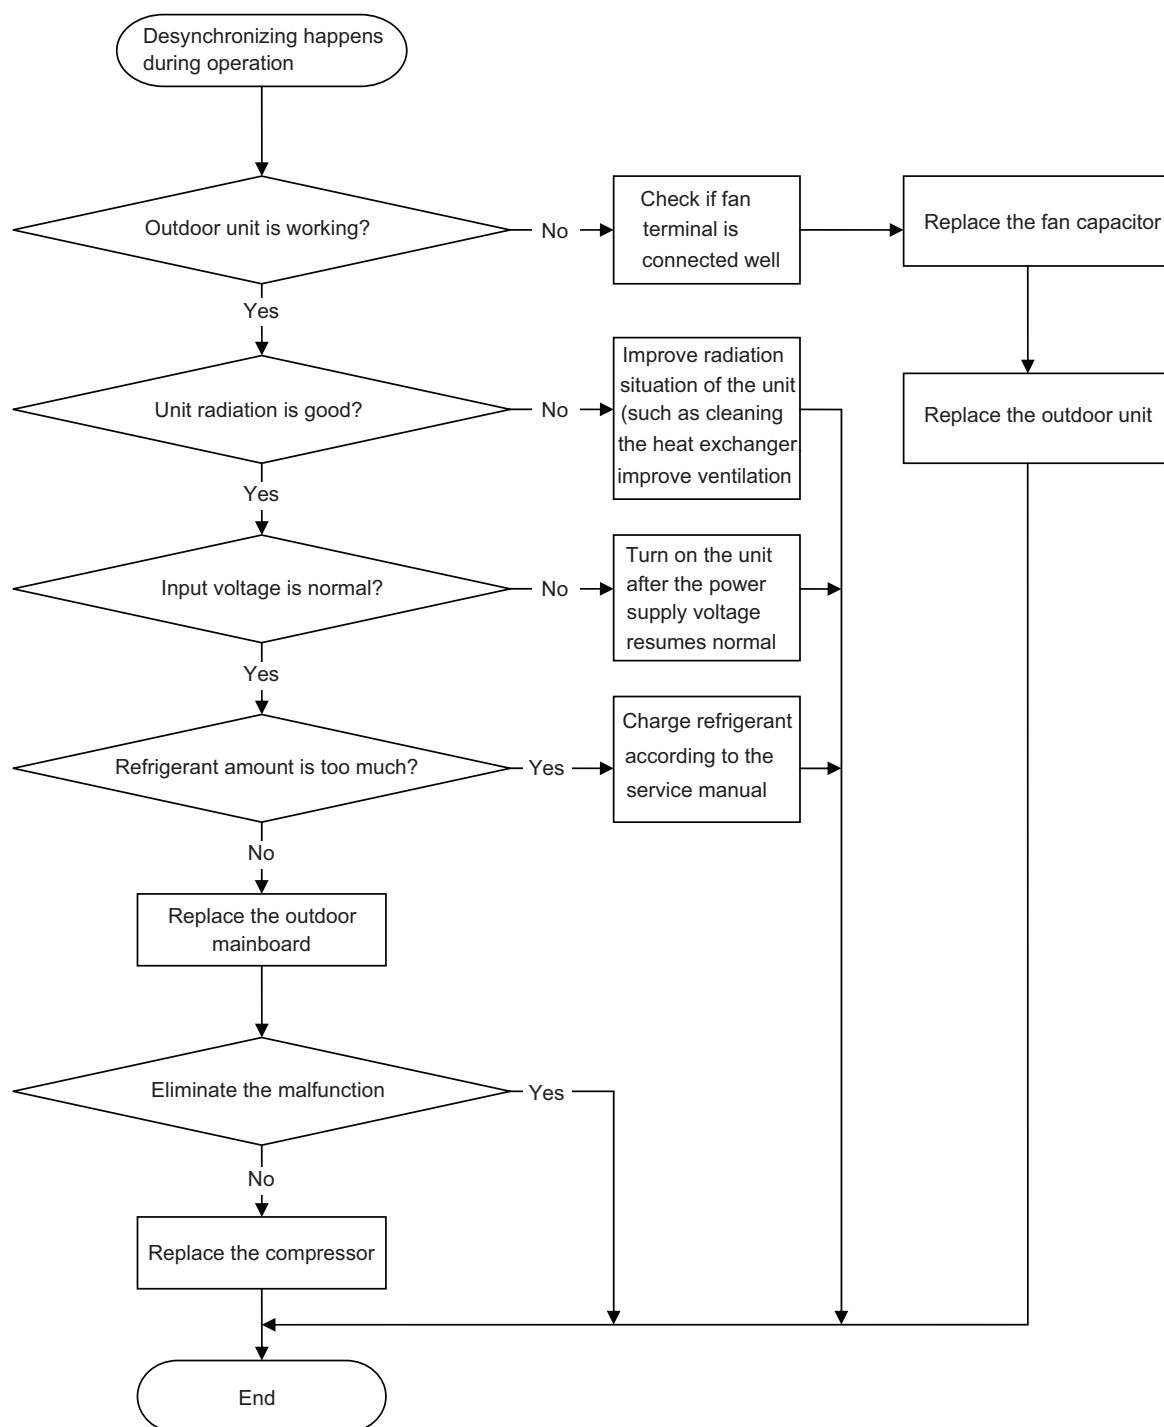 Desynchronizing happens
during operation
Outdoor unit is working?
No
Check if fan
terminal is
connected well
Replace the fan capacitor
Yes
Unit radiation is good?
No
Improve radiation
situation of the unit
(such as cleaning
the heat exchanger,
improve ventilation
Replace the outdoor unit
Yes
Input voltage is normal?
No
Turn on the unit
after the power
supply voltage
resumes normal
Yes
Refrigerant amount is too much?
Yes
Charge refrigerant
according to the
service manual
No
Replace the outdoor
mainboard
Eliminate the malfunction
Yes
No
Replace the compressor
End